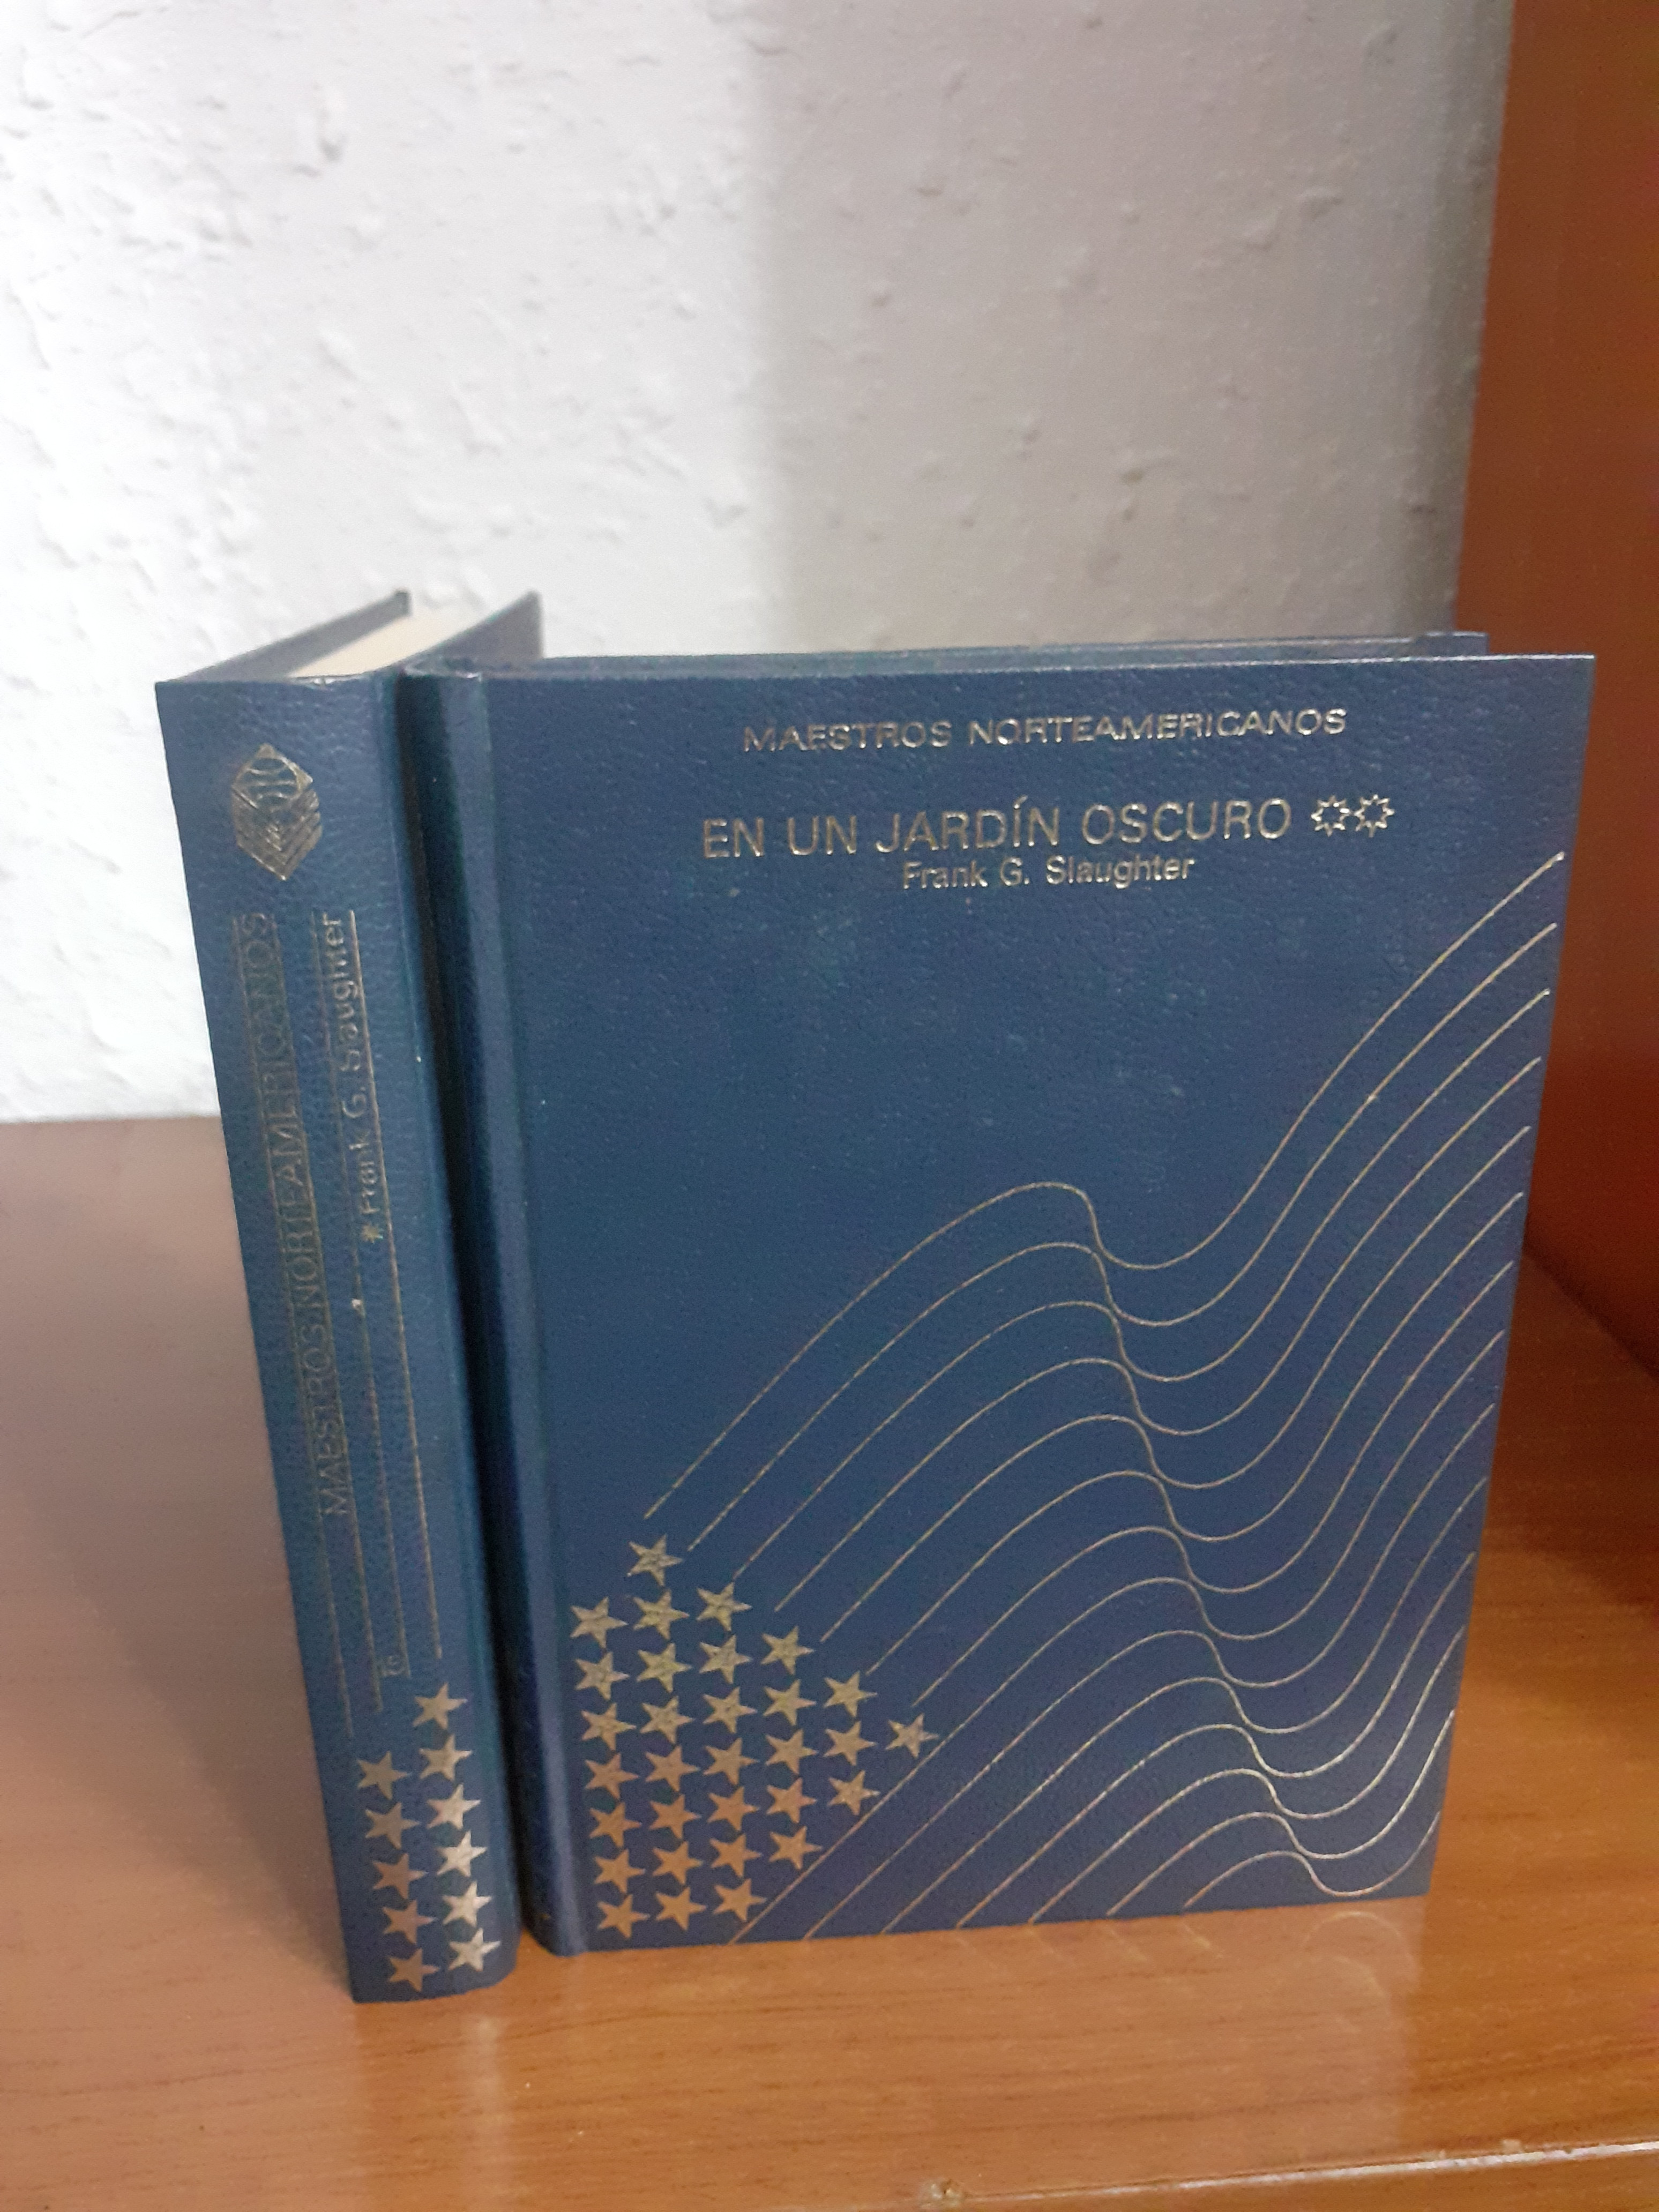 MAESTROS NORTEAMERICANOS
* Frank G. Slaughter
MAESTROS NORTEAMERICANOS
EN UN JARDÍN OSCURO **
Frank G. Slaughter